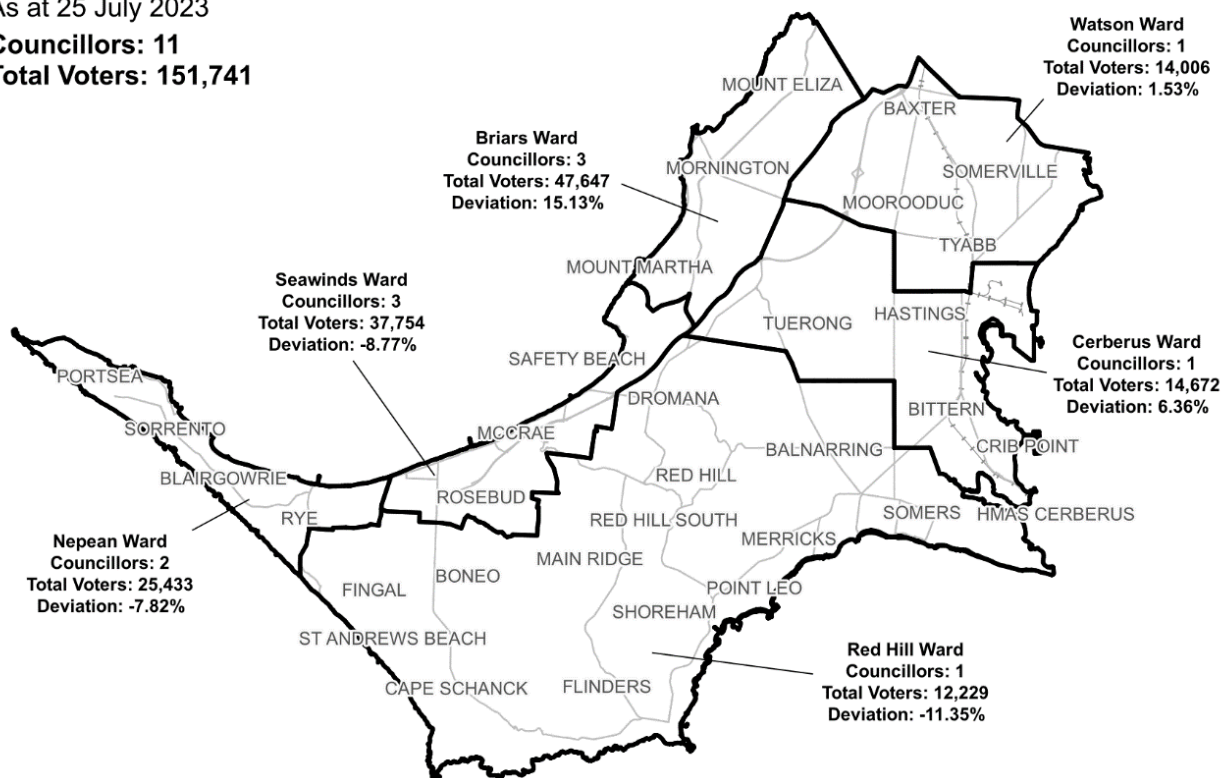 As at 25 July 2023
Councillors: 11
Total Voters: 151,741
Watson Ward
Councillors: 1
Total Voters: 14,006
Deviation: 1.53%
MOUNT ELIZA
BAXTER
Briars Ward
Councillors: 3
Total Voters: 47,647
Deviation: 15.13%
MORNINGTON
SOMERVILLE
MOOROODUC
TYABB
MOUNT MARTHA
Seawinds Ward
Councillors: 3
Total Voters: 37,754
Deviation: -8.77%
HASTINGS
TUERONG
Cerberus Ward
Councillors: 1
Total Voters: 14,672
Deviation: 6.36%
SAFETY BEACH
PORTSEA
DROMANA
BITTERN
SORRENTO
MCCRAE
BALNARRING
CRIB POINT
BLAIRGOWRIE
RED HILL
ROSEBUD
RYE
RED HILL SOUTH
SOMERS
HMAS CERBERUS
Nepean Ward
Councillors: 2
Total Voters: 25,433
Deviation: -7.82%
MERRICKS
MAIN RIDGE
BONEO
FINGAL
POINT LEO
SHOREHAM
ST ANDREWS BEACH
CAPE SCHANCK
FLINDERS
Red Hill Ward
Councillors: 1
Total Voters: 12,229
Deviation: -11.35%